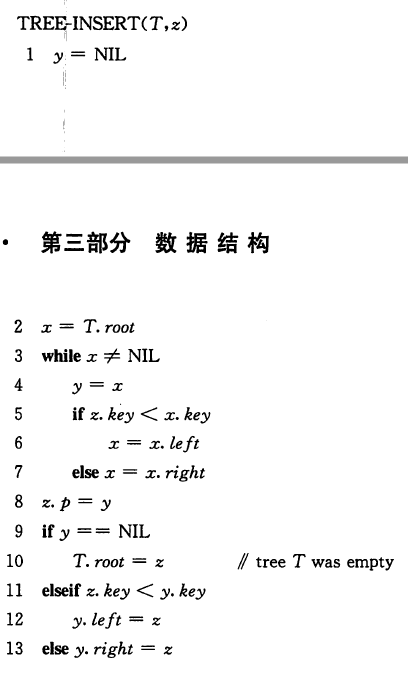 TREE-INSERT(T,z)
1 y = NIL
· 第三部分 数据结构
2 x = T.root
3 while x ≠ NIL
4 y = x
5 if z.key < x.key
6 x = x.left
7 else x = x.right
8 z.p = y
9 if y == NIL
10 T.root = z // tree T was empty
11 elseif z.key < y.key
12 y.left = z
13 else y.right = z